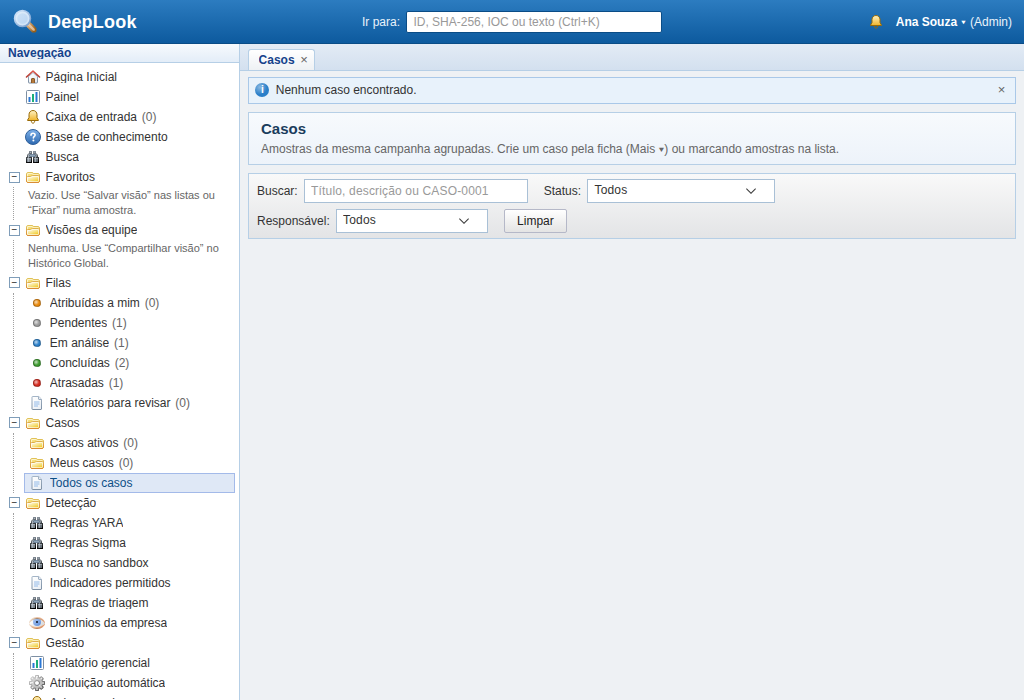 DeepLook
Ir para: ID, SHA-256, IOC ou texto (Ctrl+K)
Ana Souza ▾ (Admin)
Navegação
Página Inicial
Painel
Caixa de entrada (0)
Base de conhecimento
Busca
Favoritos
Vazio. Use “Salvar visão” nas listas ou
“Fixar” numa amostra.
Visões da equipe
Nenhuma. Use “Compartilhar visão” no
Histórico Global.
Filas
Atribuídas a mim (0)
Pendentes (1)
Em análise (1)
Concluídas (2)
Atrasadas (1)
Relatórios para revisar (0)
Casos
Casos ativos (0)
Meus casos (0)
Todos os casos
Detecção
Regras YARA
Regras Sigma
Busca no sandbox
Indicadores permitidos
Regras de triagem
Domínios da empresa
Gestão
Relatório gerencial
Atribuição automática
Casos ×
Nenhum caso encontrado. ×
Casos
Amostras da mesma campanha agrupadas. Crie um caso pela ficha (Mais ▾) ou marcando amostras na lista.
Buscar: Título, descrição ou CASO-0001 Status: Todos
Responsável: Todos Limpar